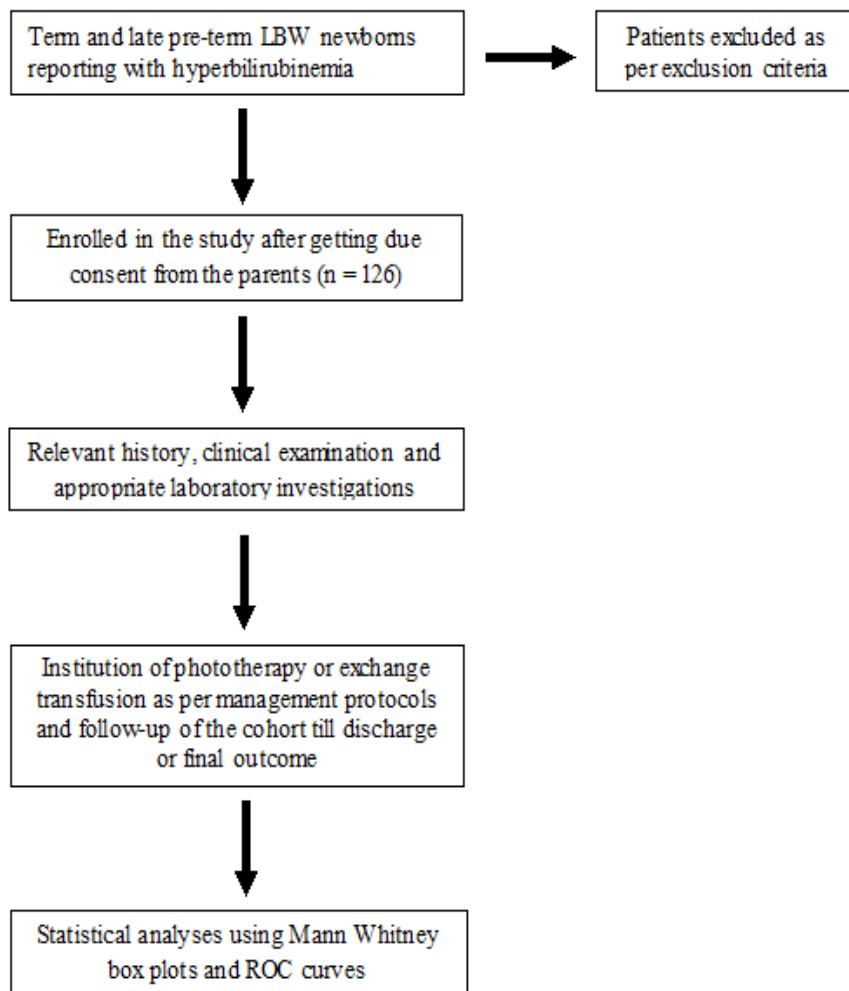 Term and late pre-term LBW newborns
reporting with hyperbilirubinemia
Patients excluded as
per exclusion criteria
Enrolled in the study after getting due
consent from the parents (n = 126)
Relevant history, clinical examination and
appropriate laboratory investigations
Institution of phototherapy or exchange
transfusion as per management protocols
and follow-up of the cohort till discharge
or final outcome
Statistical analyses using Mann Whitney
box plots and ROC curves